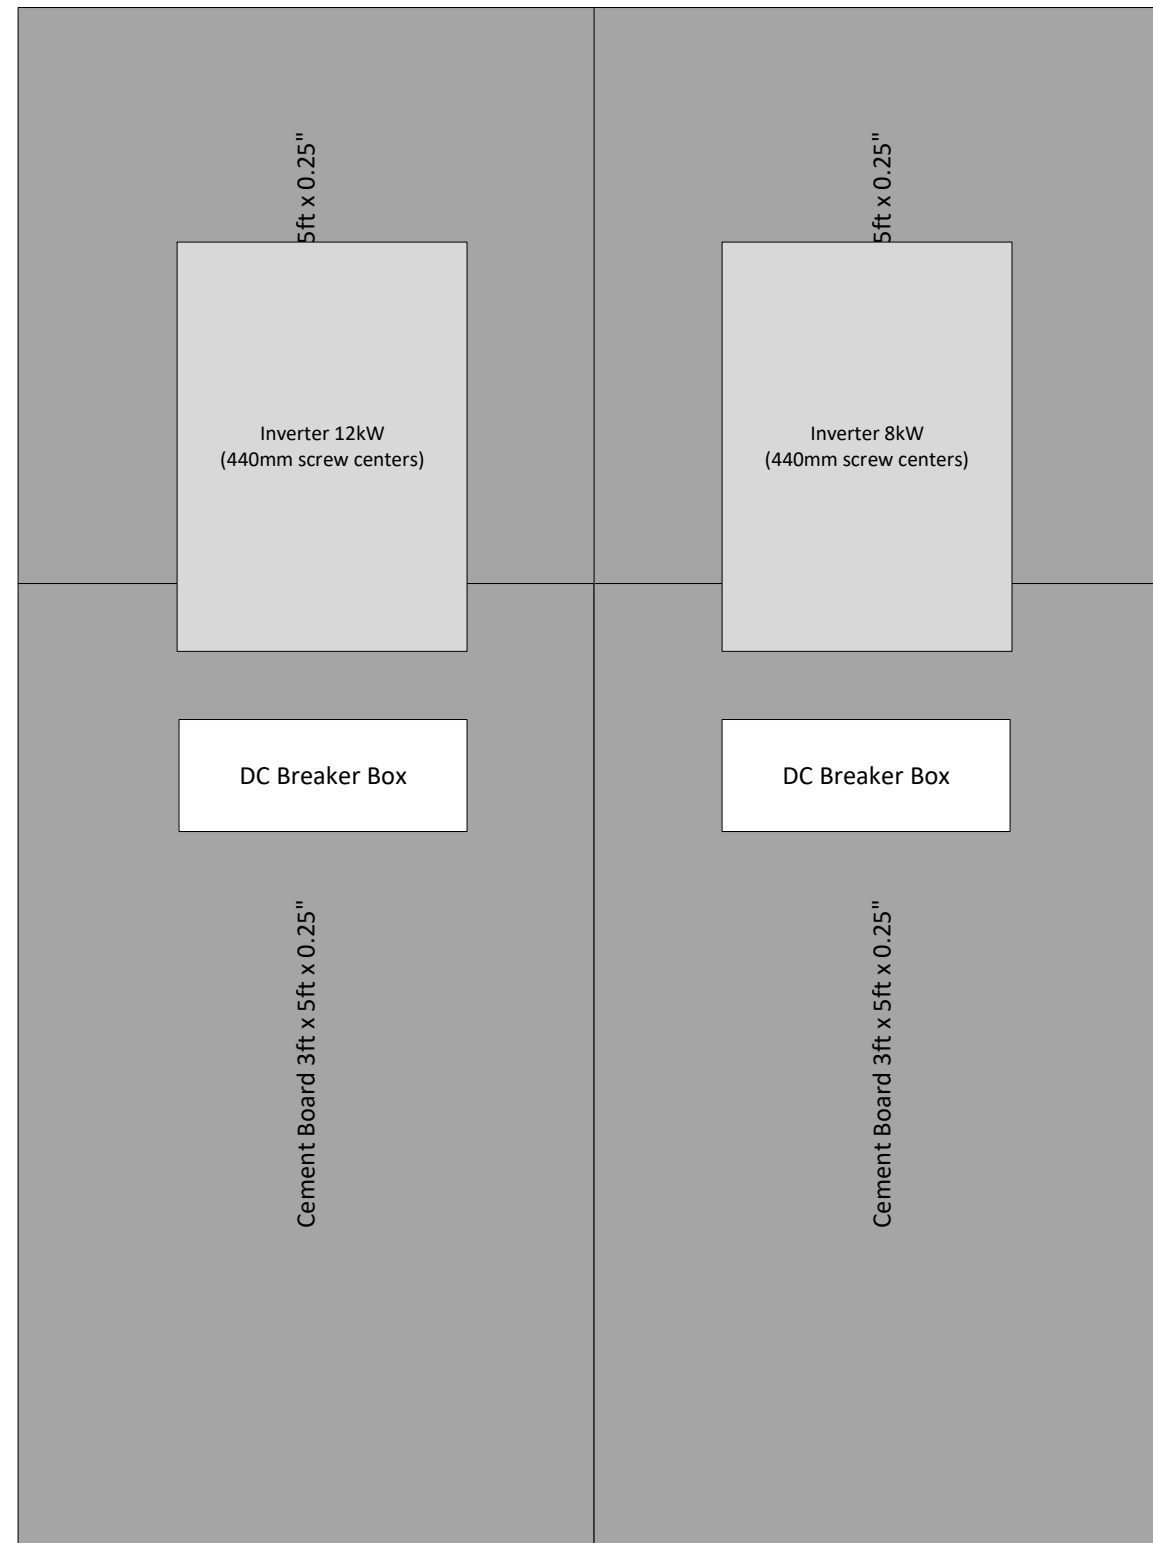 5ft x 0.25"
5ft x 0.25"
Inverter 12kW
(440mm screw centers)
Inverter 8kW
(440mm screw centers)
DC Breaker Box
DC Breaker Box
Cement Board 3ft x 5ft x 0.25"
Cement Board 3ft x 5ft x 0.25"